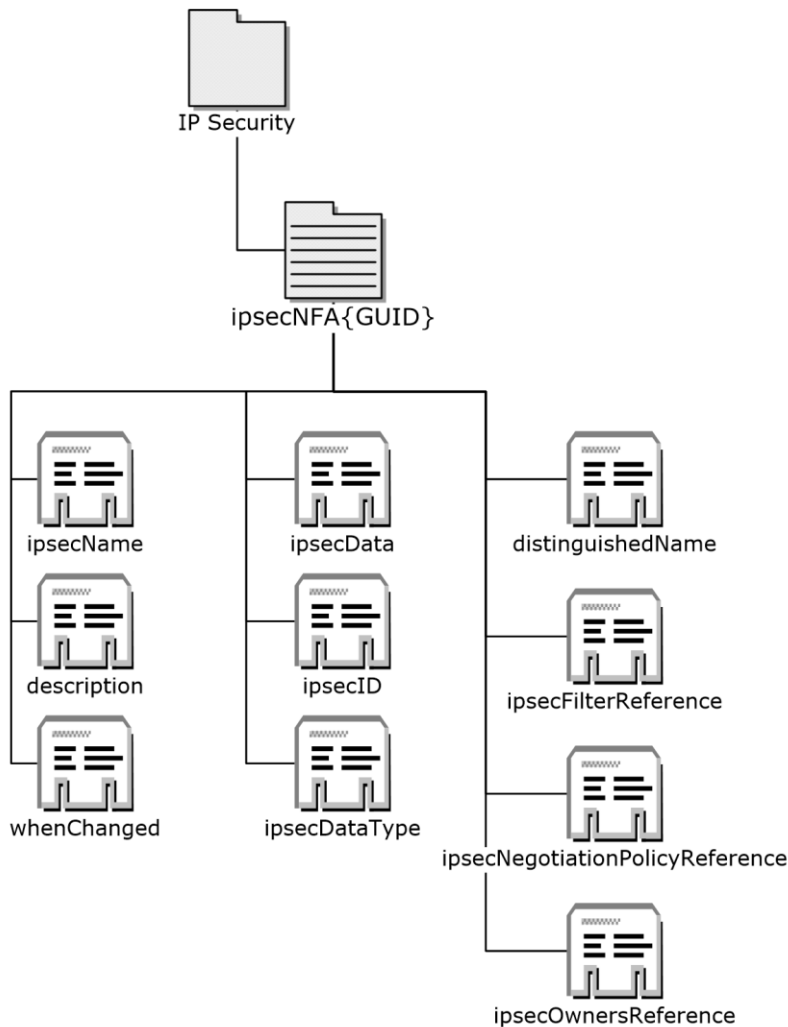 IP Security
ipsecNFA{GUID}
ipsecName
ipsecData
distinguishedName
description
ipsecID
ipsecFilterReference
whenChanged
ipsecDataType
ipsecNegotiationPolicyReference
ipsecOwnersReference